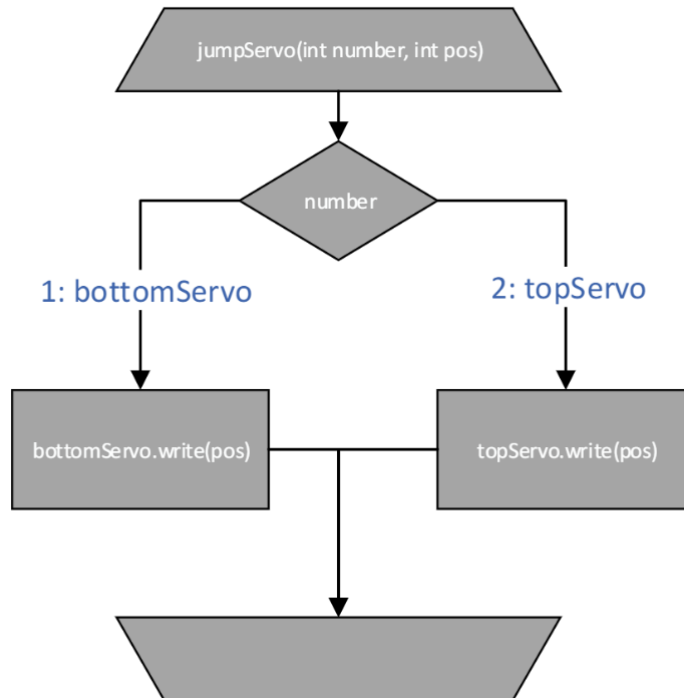 jumpServo(int number, int pos)
number
1: bottomServo
2: topServo
bottomServo.write(pos)
topServo.write(pos)